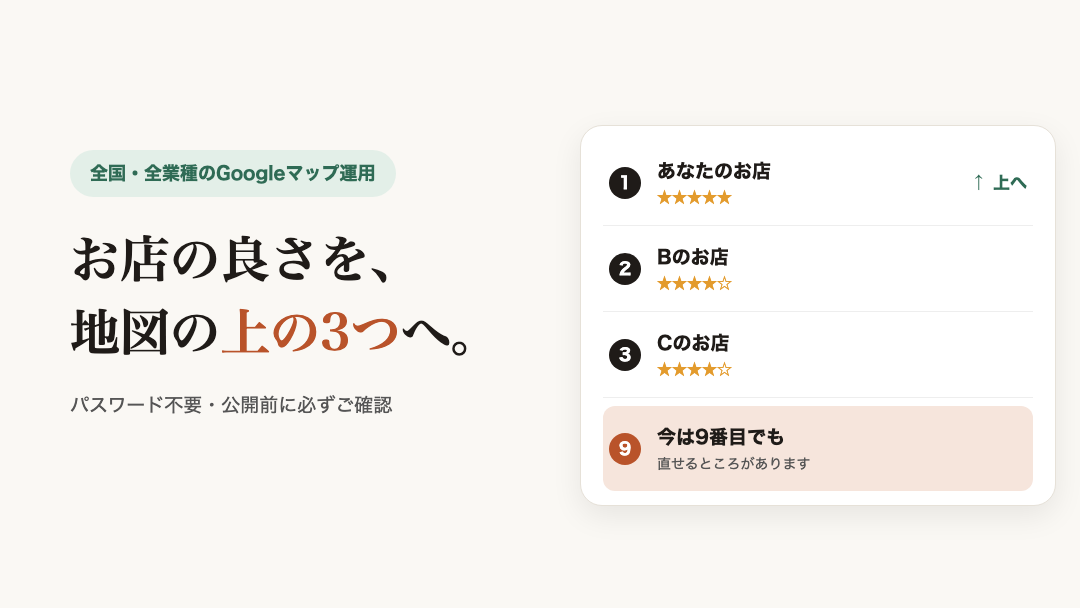 全国・全業種のGoogleマップ運用
お店の良さを、
地図の上の3つへ。
パスワード不要・公開前に必ずご確認
1
あなたのお店
★★★★★
↑ 上へ
2
Bのお店
★★★★☆
3
Cのお店
★★★★☆
9
今は9番目でも
直せるところがあります